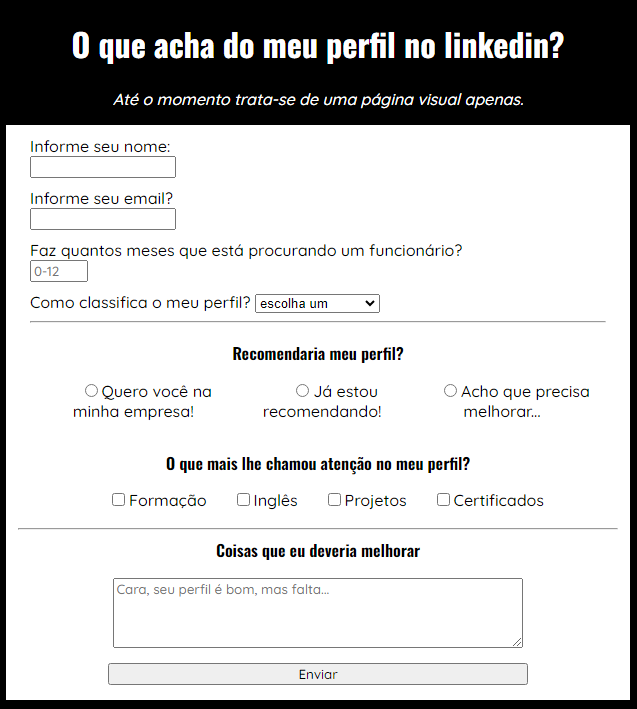 O que acha do meu perfil no linkedin?
Até o momento trata-se de uma página visual apenas.
Informe seu nome:
Informe seu email?
Faz quantos meses que está procurando um funcionário?
0-12
Como classifica o meu perfil? escolha um
Recomendaria meu perfil?
Quero você na minha empresa!
Já estou recomendando!
Acho que precisa melhorar...
O que mais lhe chamou atenção no meu perfil?
Formação Inglês Projetos Certificados
Coisas que eu deveria melhorar
Cara, seu perfil é bom, mas falta...
Enviar